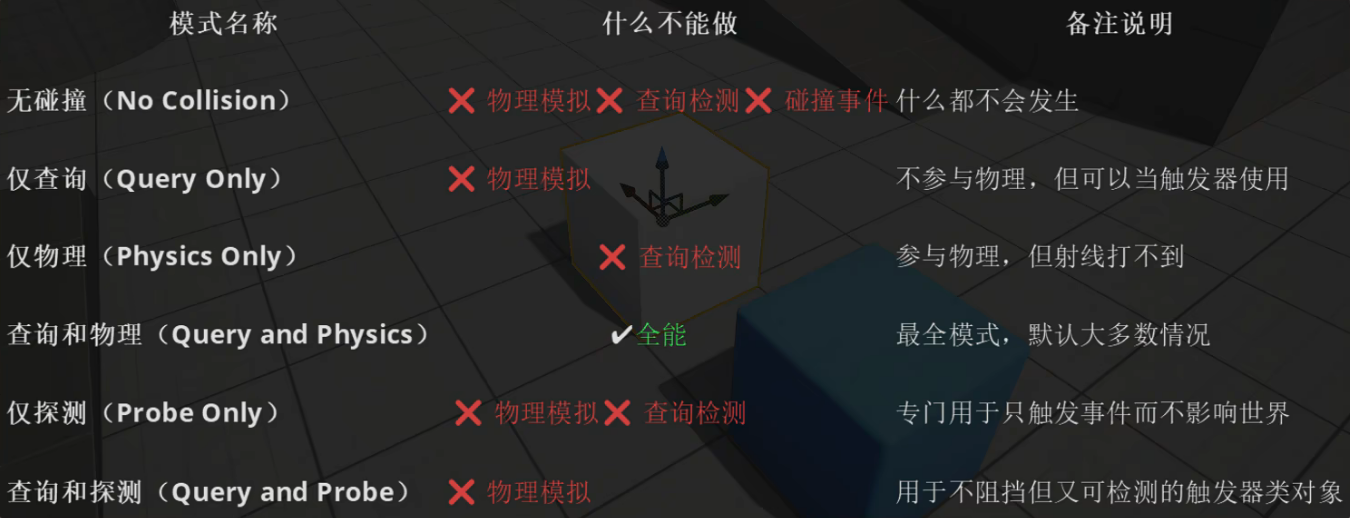 模式名称 什么不能做 备注说明
无碰撞（No Collision） ❌ 物理模拟❌ 查询检测❌ 碰撞事件 什么都不会发生
仅查询（Query Only） ❌ 物理模拟 不参与物理，但可以当触发器使用
仅物理（Physics Only） ❌ 查询检测 参与物理，但射线打不到
查询和物理（Query and Physics） ✔全能 最全模式，默认大多数情况
仅探测（Probe Only） ❌ 物理模拟❌ 查询检测 专门用于只触发事件而不影响世界
查询和探测（Query and Probe） ❌ 物理模拟 用于不阻挡但又可检测的触发器类对象